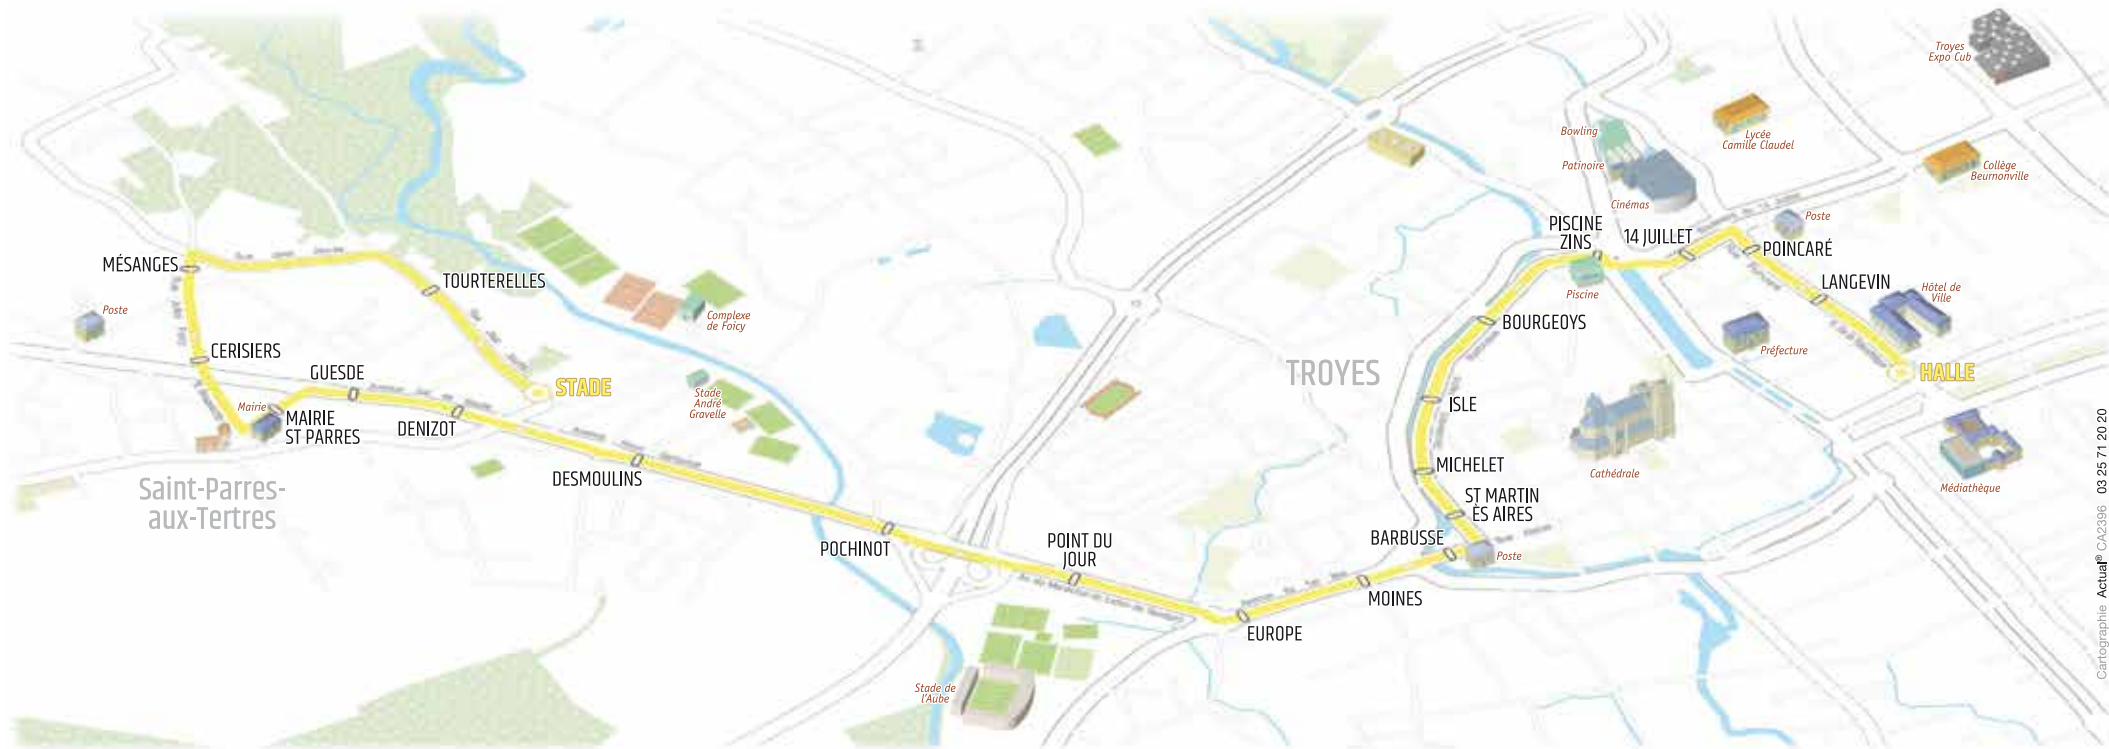 Troyes
Expo Cub
Bowling
Lycée
Camille Claudel
Patinoire
Collège
Beurnonville
Cinémas
Poste
PISCINE
ZINS
14 JUILLET
POINCARÉ
MÉSANGES
TOURTERELLES
LANGEVIN
Hôtel de
Ville
Piscine
Poste
Complexe
de Foicy
BOURGEOYS
Préfecture
CERISIERS
GUESDE
TROYES
HALLE
STADE
Stade
André
Gravelle
ISLE
Mairie
MAIRIE
ST PARRES
DENIZOT
Cathédrale
MICHELET
DESMOULINS
Médiathèque
Saint-Parres-
aux-Tertres
ST MARTIN
ÈS AIRES
BARBUSSE
POCHINOT
POINT DU
JOUR
Poste
MOINES
EUROPE
Stade de
l'Aube
Cartographie Actual® CA2396 03 25 71 20 20